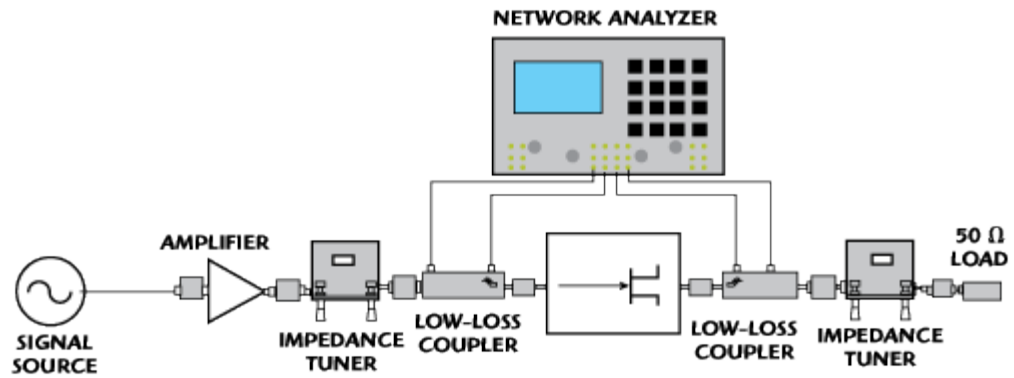 NETWORK ANALYZER
AMPLIFIER
50 Ω
LOAD
SIGNAL
SOURCE
IMPEDANCE
TUNER
LOW–LOSS
COUPLER
LOW–LOSS
COUPLER
IMPEDANCE
TUNER